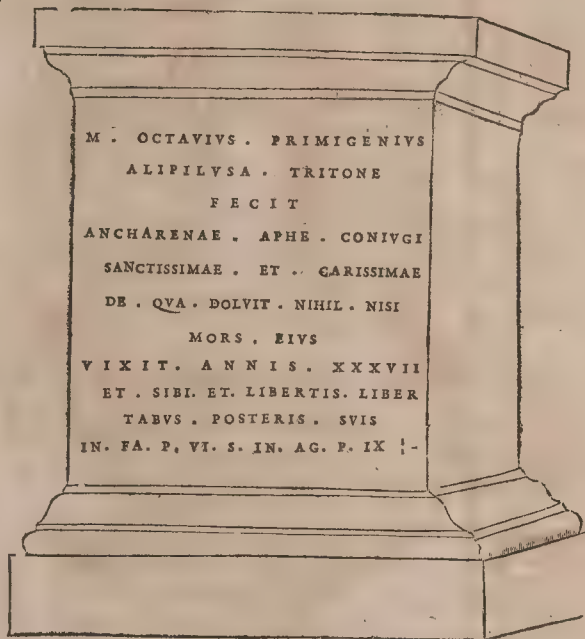 M . OCTAVIVS . PRIMIGENIVS
ALIPILVSA . TRITONE
FECIT
ANCHARENAE . APHE . CONIVGI
SANCTISSIMAE . ET . CARISSIMAE
DE . QVA . DOLVIT . NIHIL . NISI
MORS . EIVS
VIXIT . ANNIS . XXXVII
ET . SIBI. ET. LIBERTIS. LIBER
TABVS . POSTERIS . SVIS
IN. FA. P. VI. S. IN. AG. P. IX ¦-